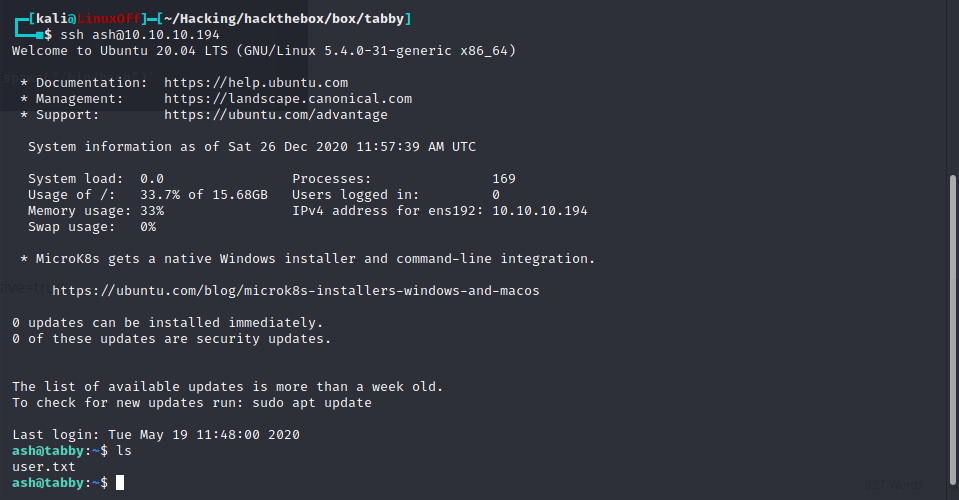 ┌─[kali@LinuxOff]─[~/Hacking/hackthebox/box/tabby]
└──■$ ssh ash@10.10.10.194
Welcome to Ubuntu 20.04 LTS (GNU/Linux 5.4.0-31-generic x86_64)
* Documentation:  https://help.ubuntu.com
* Management:     https://landscape.canonical.com
* Support:        https://ubuntu.com/advantage
System information as of Sat 26 Dec 2020 11:57:39 AM UTC
System load:  0.0                Processes:              169
Usage of /:   33.7% of 15.68GB   Users logged in:        0
Memory usage: 33%                IPv4 address for ens192: 10.10.10.194
Swap usage:   0%
* MicroK8s gets a native Windows installer and command-line integration.
https://ubuntu.com/blog/microk8s-installers-windows-and-macos
0 updates can be installed immediately.
0 of these updates are security updates.
The list of available updates is more than a week old.
To check for new updates run: sudo apt update
Last login: Tue May 19 11:48:00 2020
ash@tabby:~$ ls
user.txt
ash@tabby:~$
527 Words